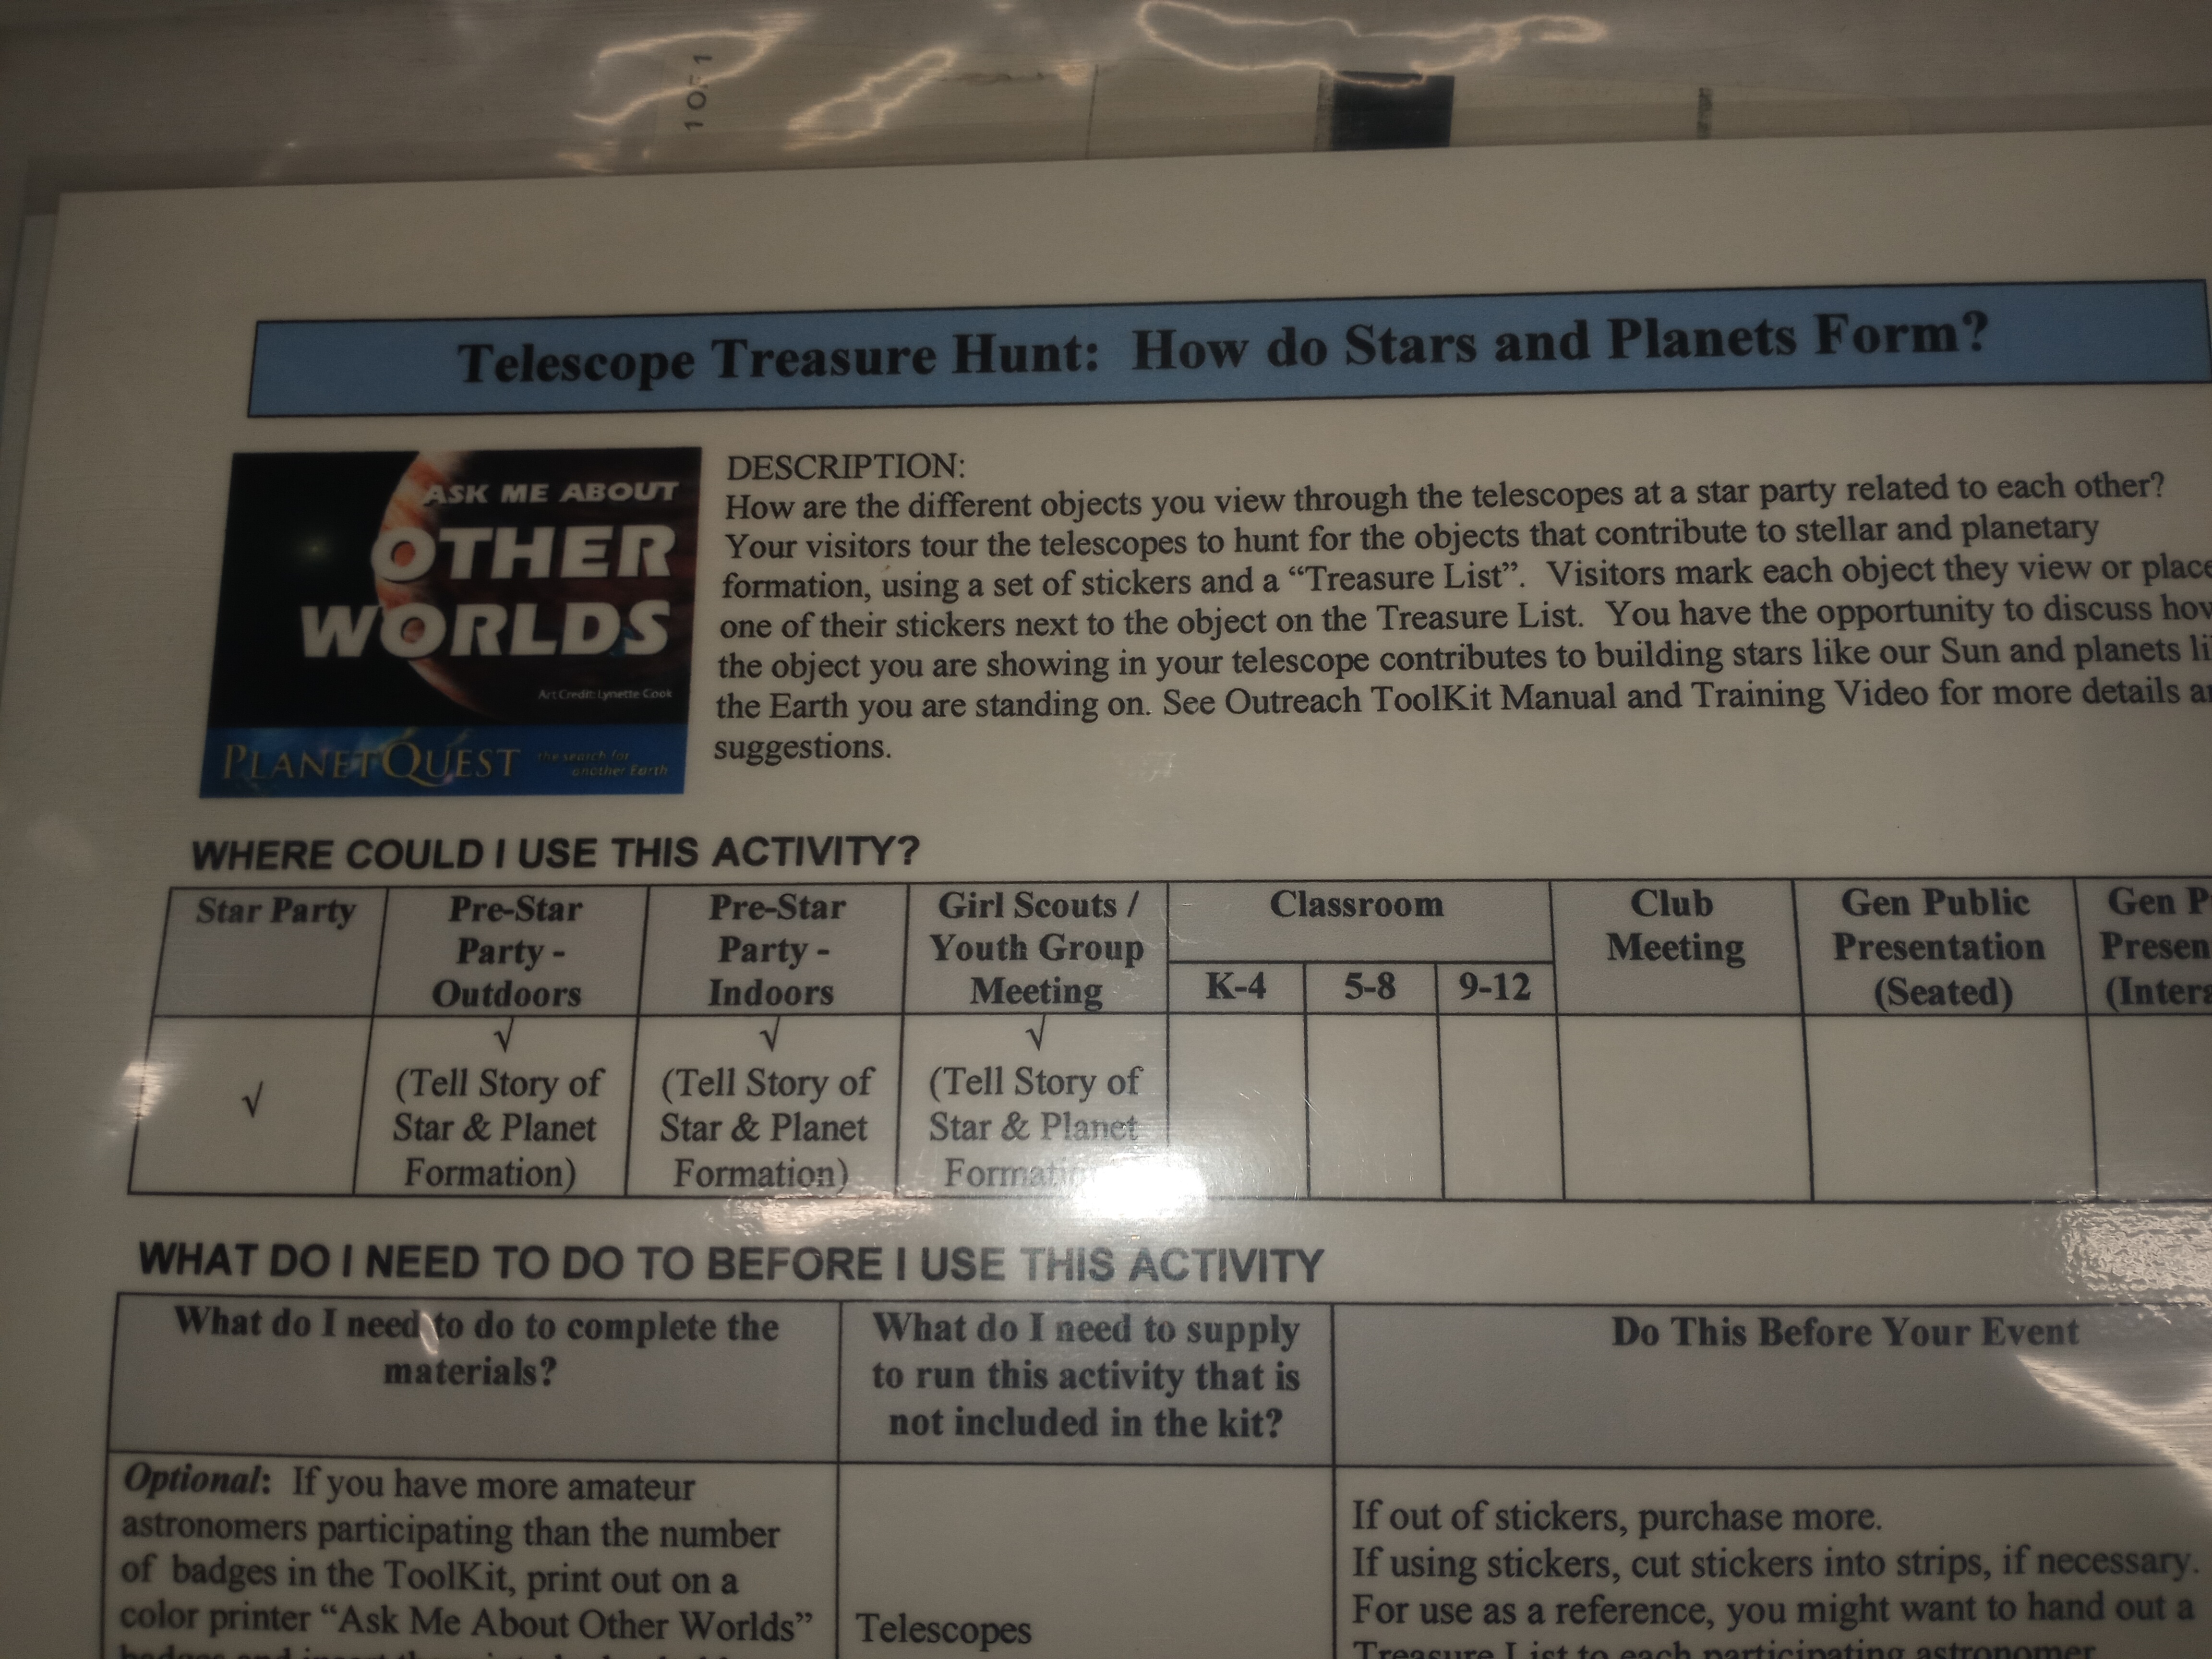 1 OF 1
Telescope Treasure Hunt: How do Stars and Planets Form?
ASK ME ABOUT
OTHER
WORLDS
Art Credit: Lynette Cook
PLANETQUEST
the search for
another Earth
DESCRIPTION:
How are the different objects you view through the telescopes at a star party related to each other?
Your visitors tour the telescopes to hunt for the objects that contribute to stellar and planetary
formation, using a set of stickers and a “Treasure List”. Visitors mark each object they view or place
one of their stickers next to the object on the Treasure List. You have the opportunity to discuss
the object you are showing in your telescope contributes to building stars like our Sun and planets
the Earth you are standing on. See Outreach ToolKit Manual and Training Video for more details
suggestions.
WHERE COULD I USE THIS ACTIVITY?
Star Party
Pre-Star
Party -
Outdoors
Pre-Star
Party -
Indoors
Girl Scouts /
Youth Group
Meeting
Classroom
K-4
5-8
9-12
Club
Meeting
Gen Public
Presentation
(Seated)
Gen
√
√
(Tell Story of
Star & Planet
Formation)
√
(Tell Story of
Star & Planet
Formation)
√
(Tell Story of
Star & Planet
WHAT DO I NEED TO DO TO BEFORE I USE THIS ACTIVITY
What do I need to do to complete the
materials?
What do I need to supply
to run this activity that is
not included in the kit?
Do This Before Your Event
Optional: If you have more amateur
astronomers participating than the number
of badges in the ToolKit, print out on a
color printer “Ask Me About Other Worlds”
Telescopes
If out of stickers, purchase more.
If using stickers, cut stickers into strips, if necessary.
For use as a reference, you might want to hand out a
Treasure List to each participating astronomer